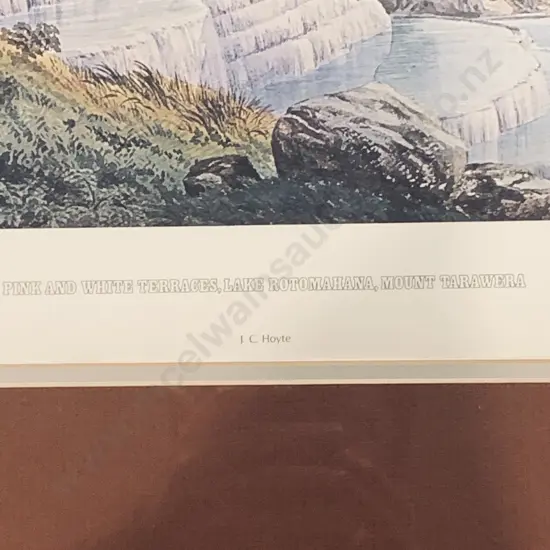 PINK AND WHITE TERRACES, LAKE ROTOMAHANA, MOUNT TARAWERA
J. C. Hoyte